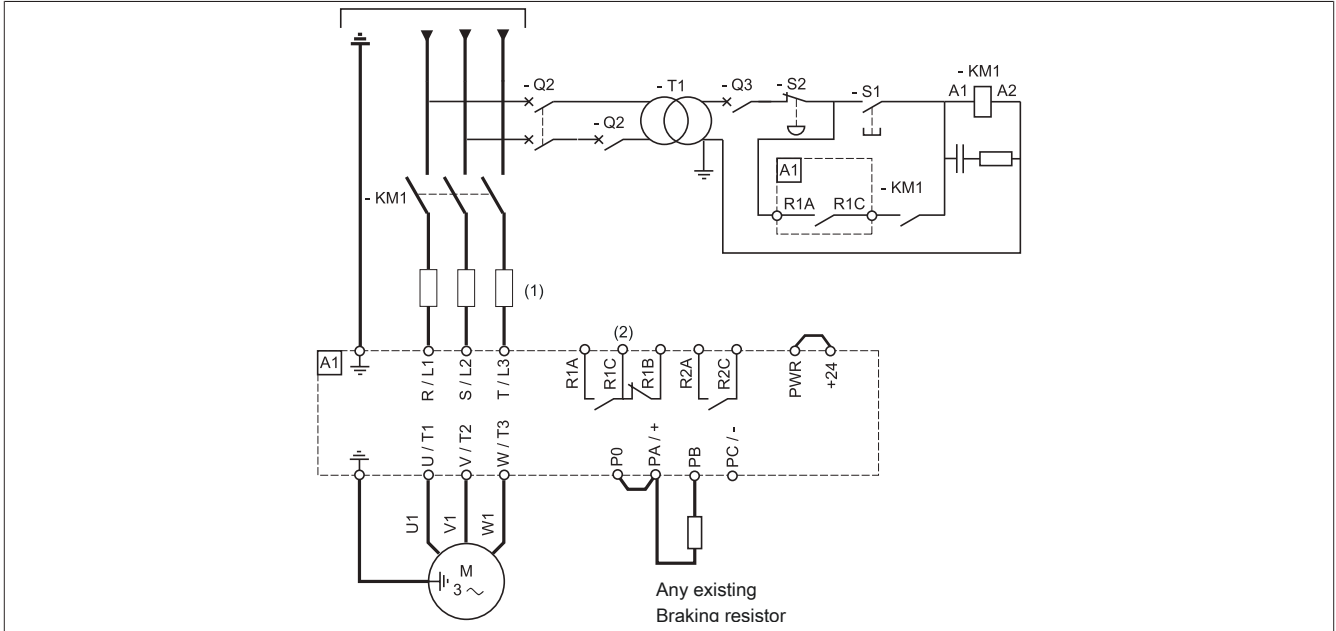 - Q2
- T1
- Q3
- S2
- S1
- KM1
A1
A2
- Q2
A1
- KM1
R1A
R1C
- KM1
(1)
(2)
A1
R / L1
S / L2
T / L3
R1A
R1C
R1B
R2A
R2C
PWR
+24
U / T1
V / T2
W / T3
P0
PA / +
PB
PC / -
U1
V1
W1
M
3 ~
Any existing
Braking resistor